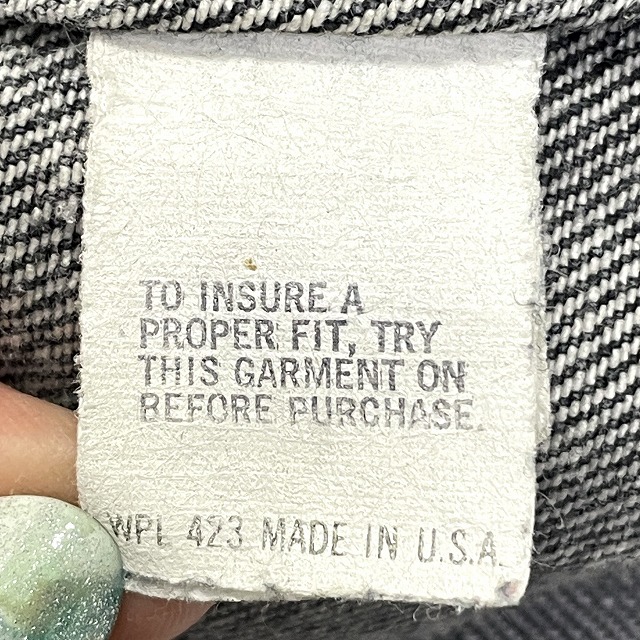 TO INSURE A
PROPER FIT, TRY
THIS GARMENT ON
BEFORE PURCHASE.
WPL 423 MADE IN U.S.A.